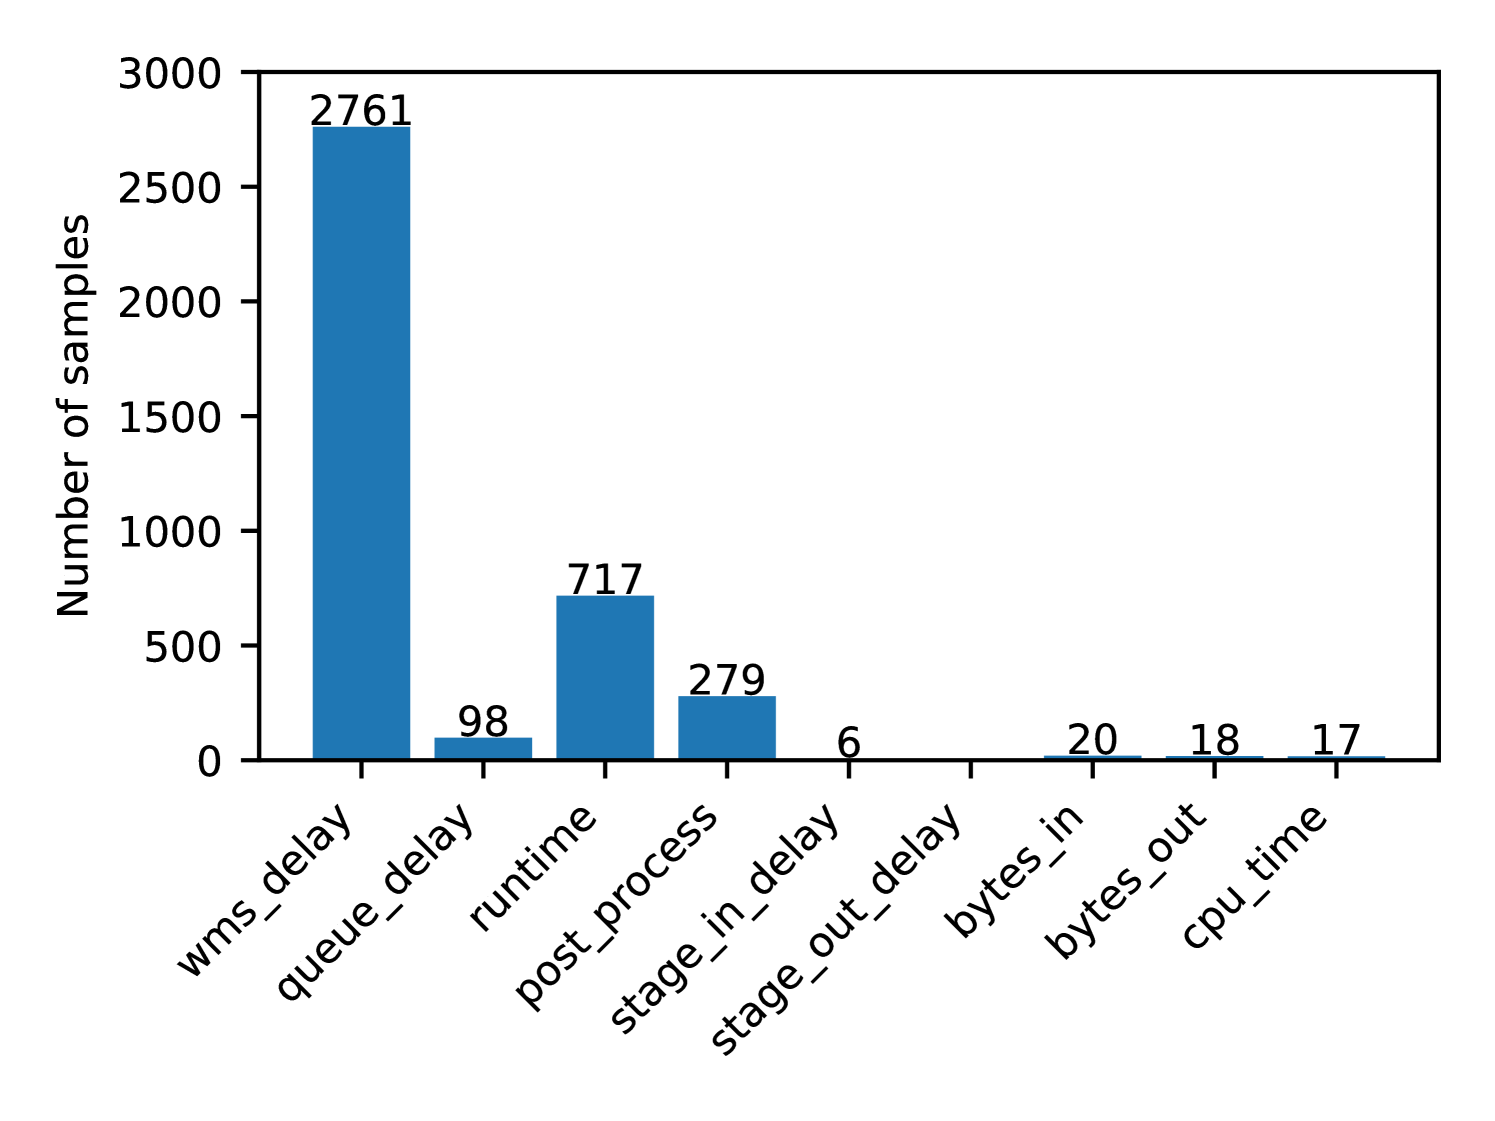 Number of samples
3000
2500
2000
1500
1000
500
0
2761
98
717
279
6
20
18
17
wms_delay
queue_delay
runtime
post_process
stage_in_delay
stage_out_delay
bytes_in
bytes_out
cpu_time